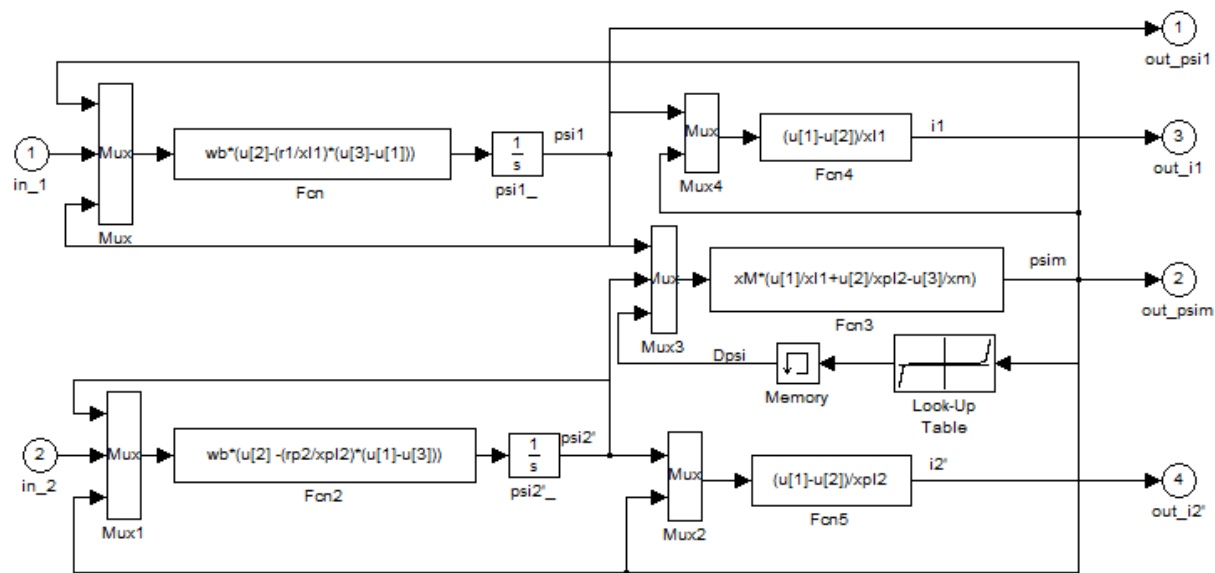 1
out_psi1
1
in_1
Mux
Mux
wb*(u[2]-(r1/xl1)*(u[3]-u[1]))
Fcn
1
s
psi1_
psi1
Mux
Mux4
(u[1]-u[2])/xl1
Fcn4
i1
3
out_i1
Mux
Mux3
xM*(u[1]/xl1+u[2]/xpl2-u[3]/xm)
Fcn3
psim
2
out_psim
Dpsi
Memory
Look-Up
Table
2
in_2
Mux
Mux1
wb*(u[2] -(rp2/xpl2)*(u[1]-u[3]))
Fcn2
1
s
psi2'_
psi2'
Mux
Mux2
(u[1]-u[2])/xpl2
Fcn5
i2'
4
out_i2'